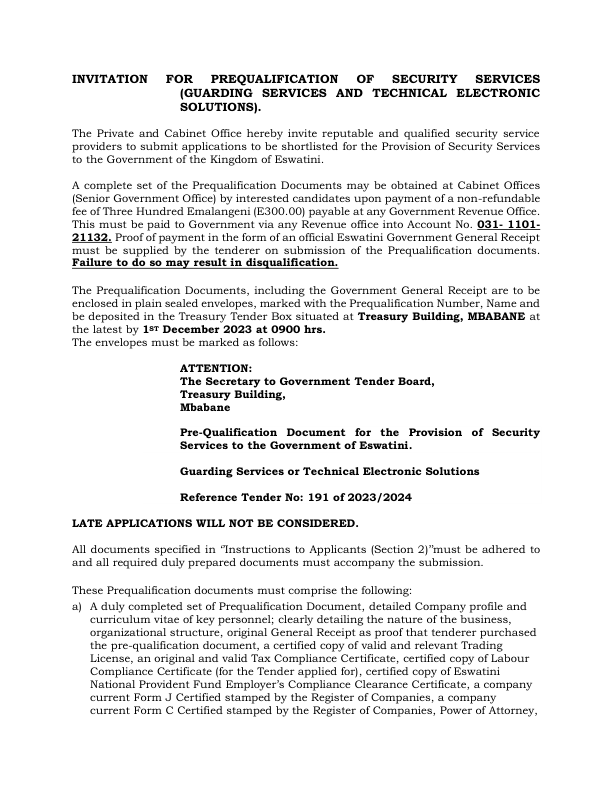 INVITATION FOR PREQUALIFICATION OF SECURITY SERVICES
(GUARDING SERVICES AND TECHNICAL ELECTRONIC
SOLUTIONS).
The Private and Cabinet Office hereby invite reputable and qualified security service
providers to submit applications to be shortlisted for the Provision of Security Services
to the Government of the Kingdom of Eswatini.
A complete set of the Prequalification Documents may be obtained at Cabinet Offices
(Senior Government Office) by interested candidates upon payment of a non-refundable
fee of Three Hundred Emalangeni (E300.00) payable at any Government Revenue Office.
This must be paid to Government via any Revenue office into Account No. 031- 1101-
21132. Proof of payment in the form of an official Eswatini Government General Receipt
must be supplied by the tenderer on submission of the Prequalification documents.
Failure to do so may result in disqualification.
The Prequalification Documents, including the Government General Receipt are to be
enclosed in plain sealed envelopes, marked with the Prequalification Number, Name and
be deposited in the Treasury Tender Box situated at Treasury Building, MBABANE at
the latest by 1ST December 2023 at 0900 hrs.
The envelopes must be marked as follows:
ATTENTION:
The Secretary to Government Tender Board,
Treasury Building,
Mbabane
Pre-Qualification Document for the Provision of Security
Services to the Government of Eswatini.
Guarding Services or Technical Electronic Solutions
Reference Tender No: 191 of 2023/2024
LATE APPLICATIONS WILL NOT BE CONSIDERED.
All documents specified in ‘’Instructions to Applicants (Section 2)’’must be adhered to
and all required duly prepared documents must accompany the submission.
These Prequalification documents must comprise the following:
a) A duly completed set of Prequalification Document, detailed Company profile and
curriculum vitae of key personnel; clearly detailing the nature of the business,
organizational structure, original General Receipt as proof that tenderer purchased
the pre-qualification document, a certified copy of valid and relevant Trading
License, an original and valid Tax Compliance Certificate, certified copy of Labour
Compliance Certificate (for the Tender applied for), certified copy of Eswatini
National Provident Fund Employer’s Compliance Clearance Certificate, a company
current Form J Certified stamped by the Register of Companies, a company
current Form C Certified stamped by the Register of Companies, Power of Attorney,